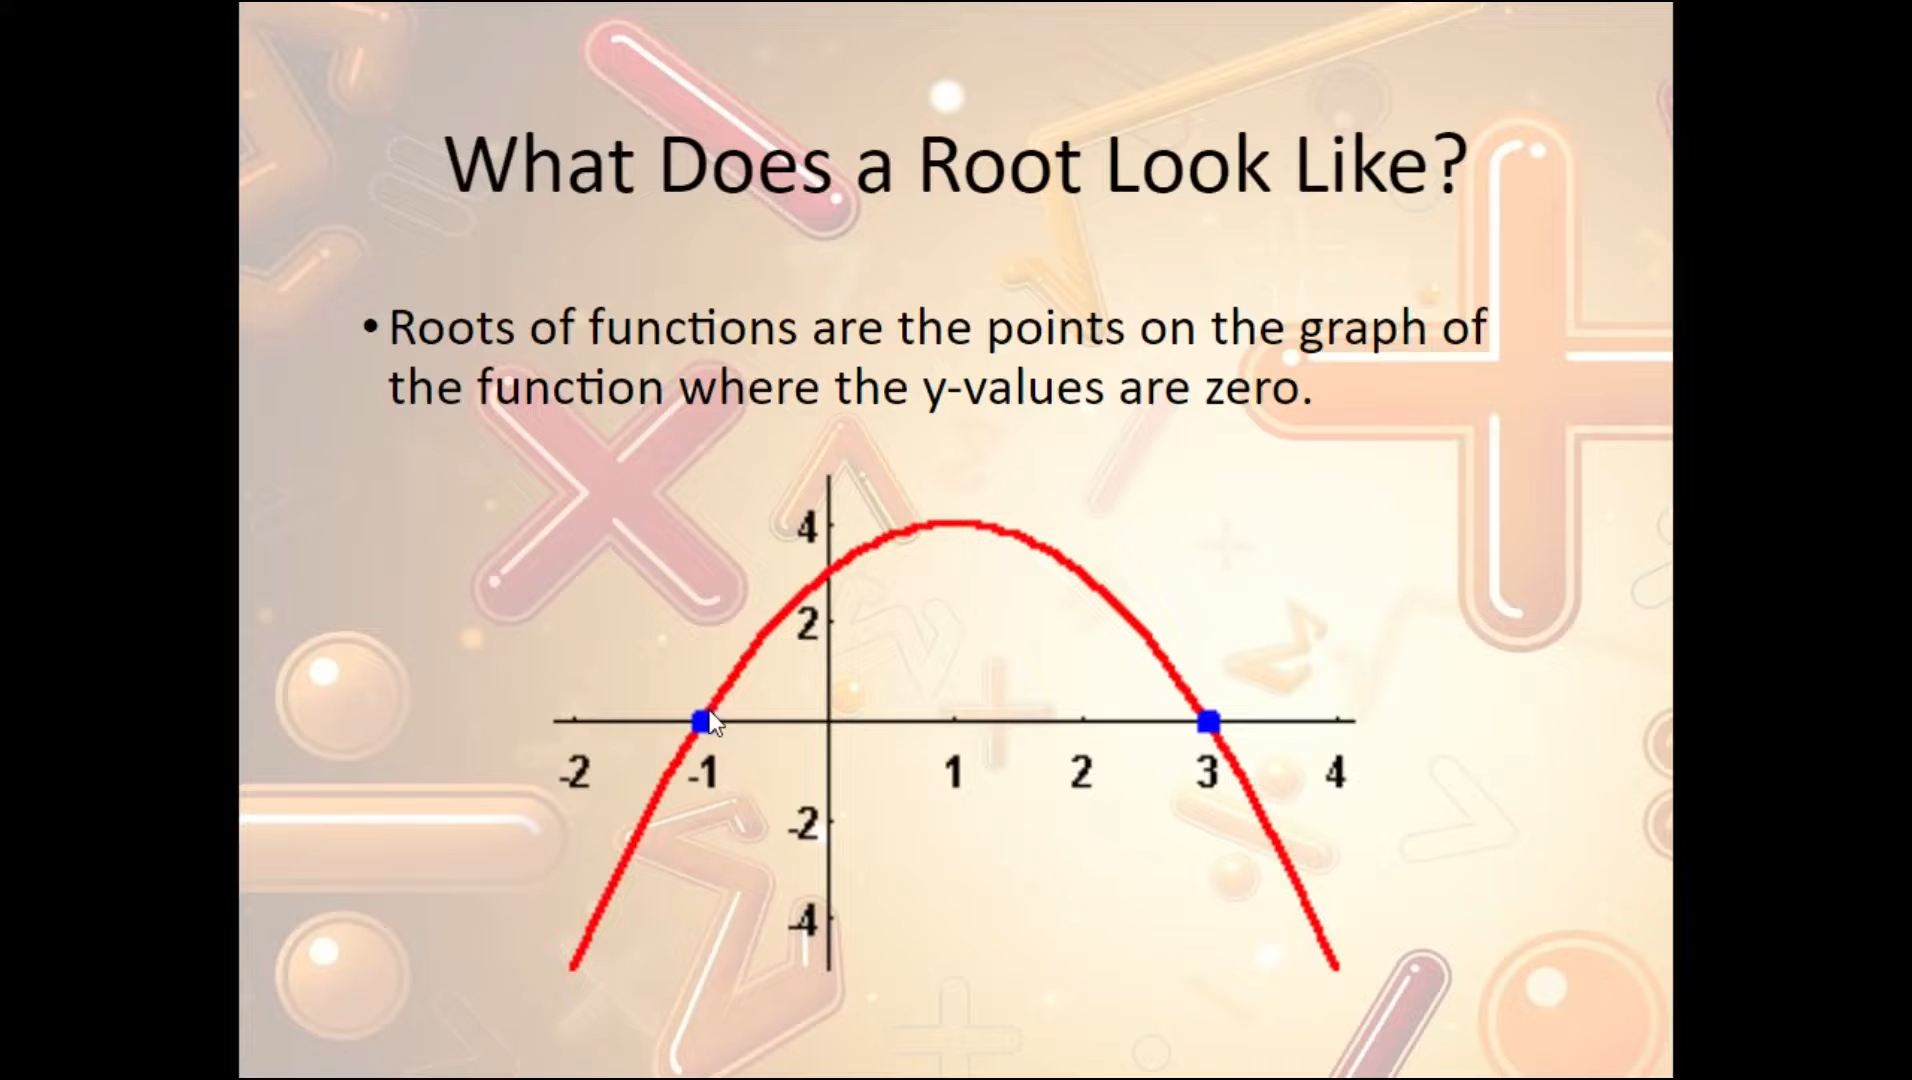 What Does a Root Look Like?
• Roots of functions are the points on the graph of
the function where the y-values are zero.
4
2
-2 -1 1 2 3 4
-2
-4